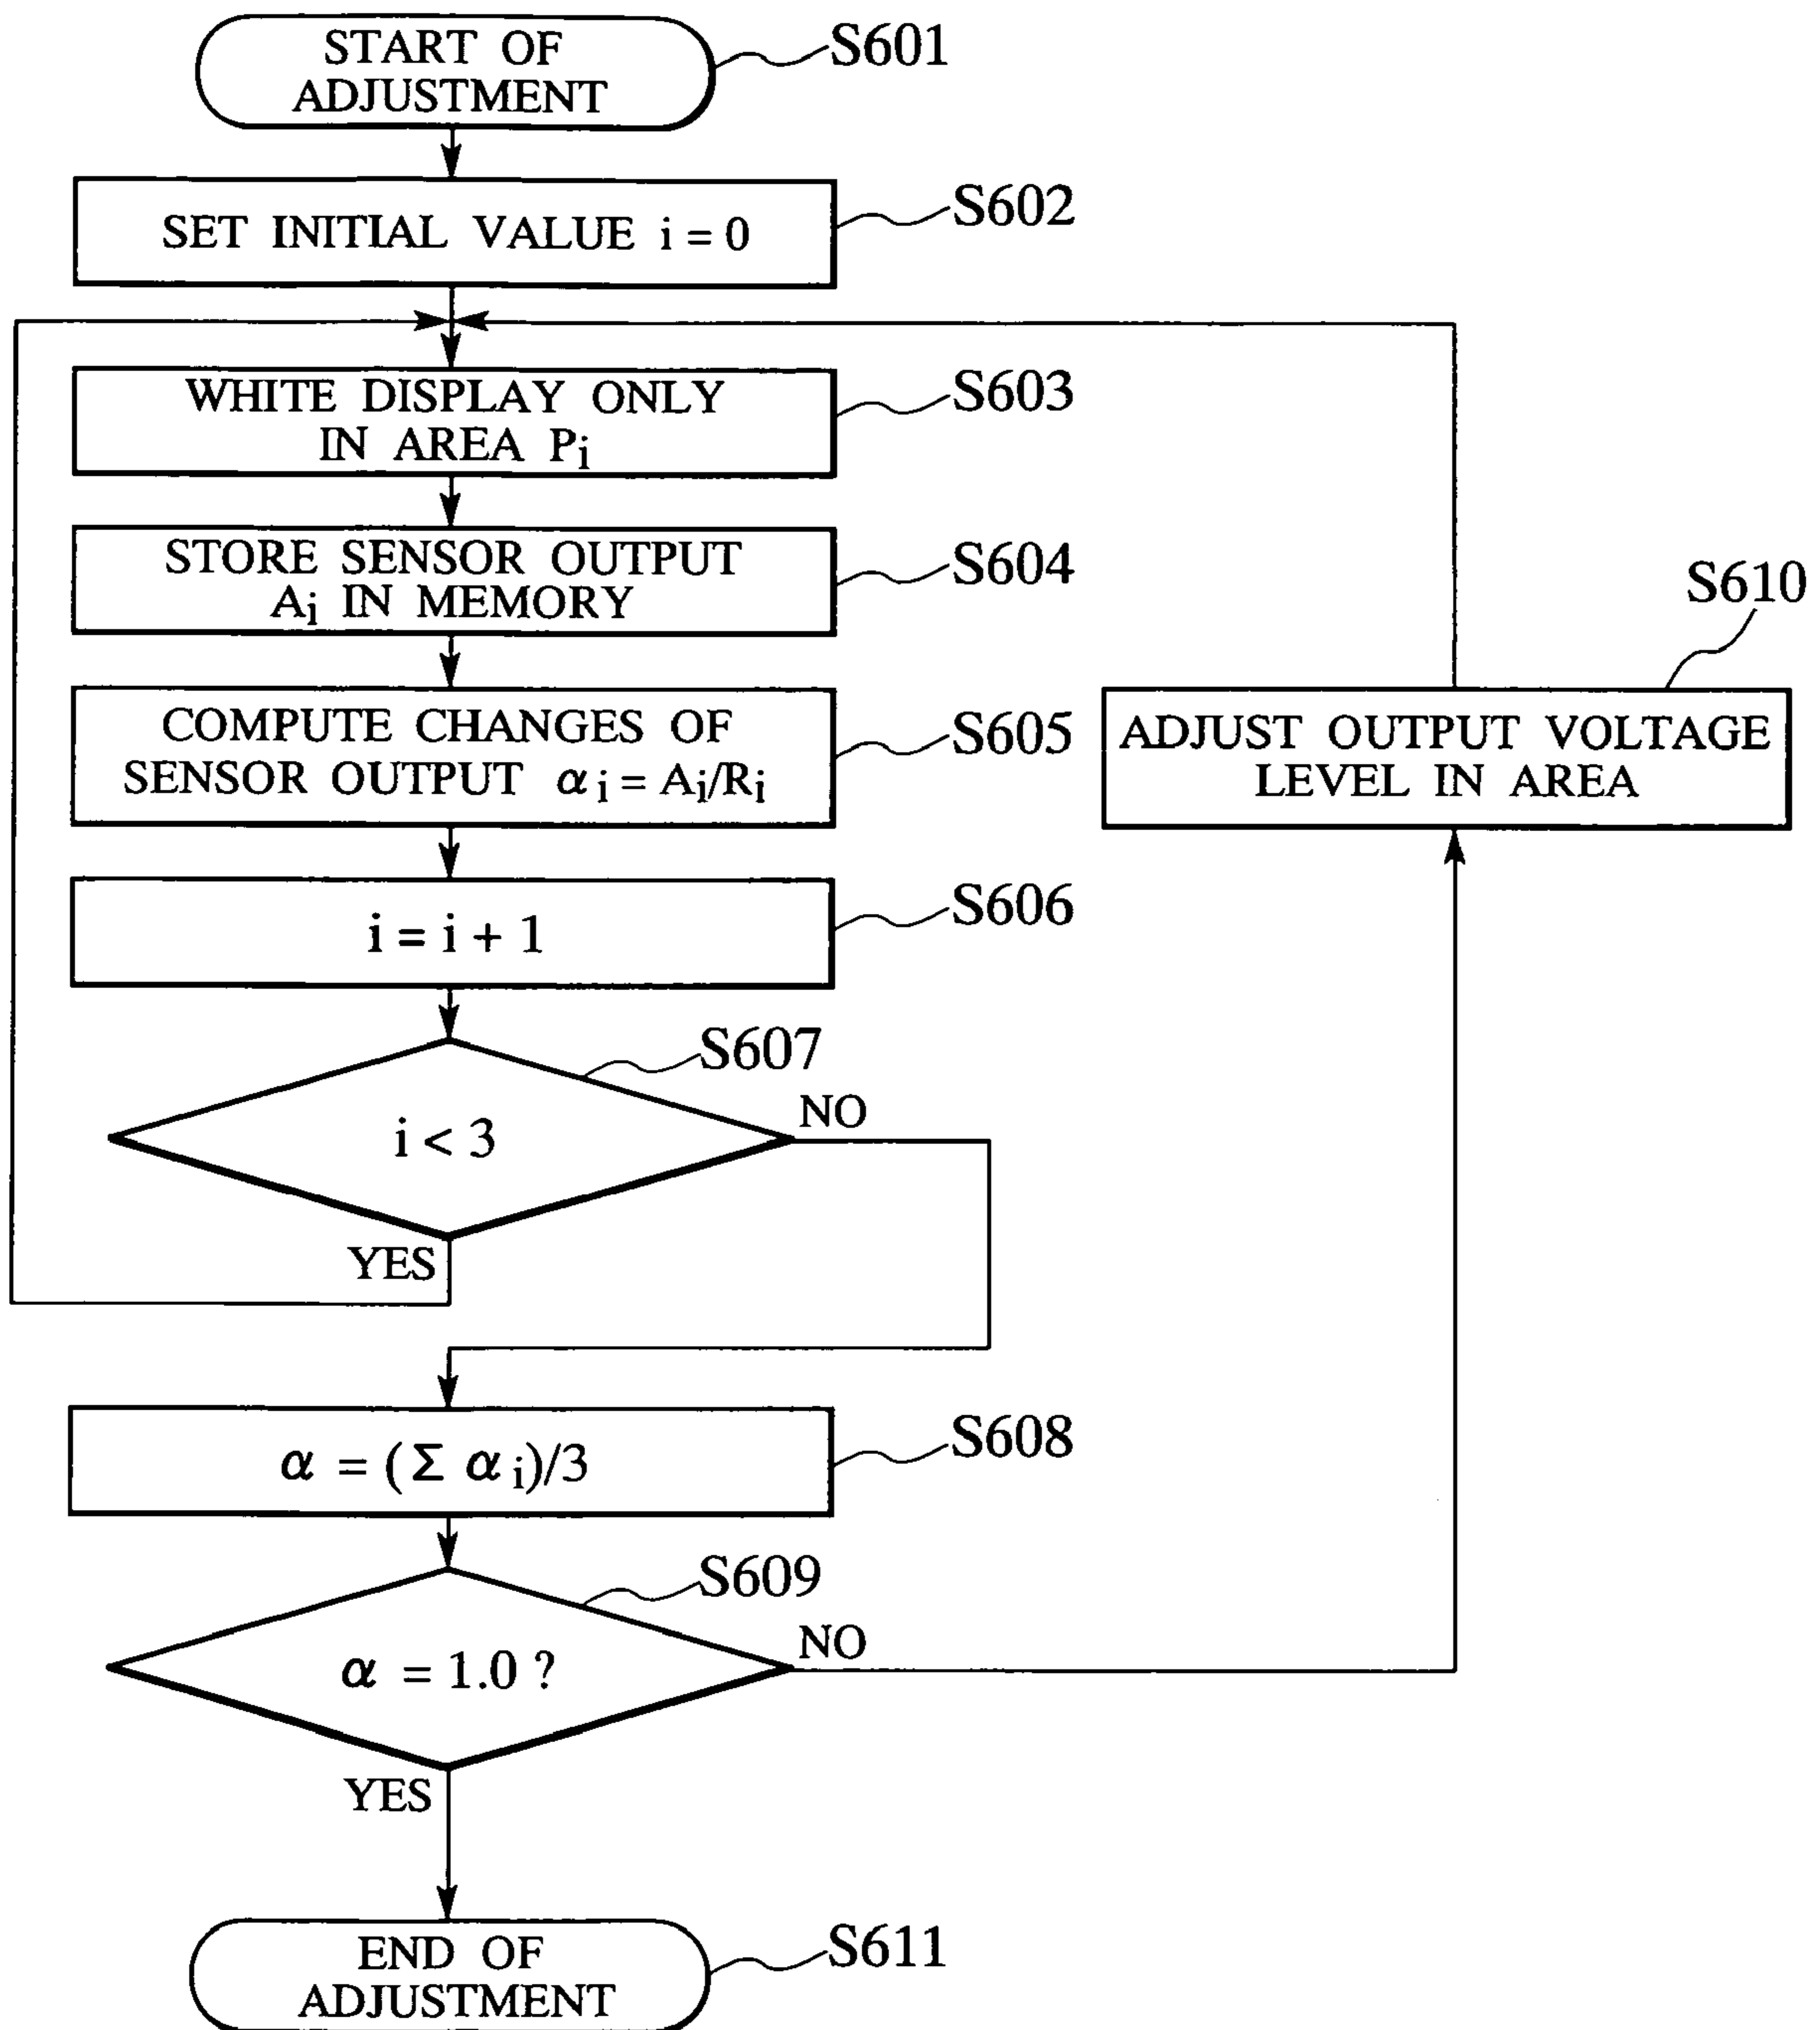 START OF
ADJUSTMENT
S601
SET INITIAL VALUE i = 0
S602
WHITE DISPLAY ONLY
IN AREA Pi
S603
STORE SENSOR OUTPUT
Ai IN MEMORY
S604
COMPUTE CHANGES OF
SENSOR OUTPUT α i = Ai/Ri
S605
S610
ADJUST OUTPUT VOLTAGE
LEVEL IN AREA
i = i + 1
S606
S607
i < 3
NO
YES
α = (Σ α i)/3
S608
S609
α = 1.0 ?
NO
YES
END OF
ADJUSTMENT
S611